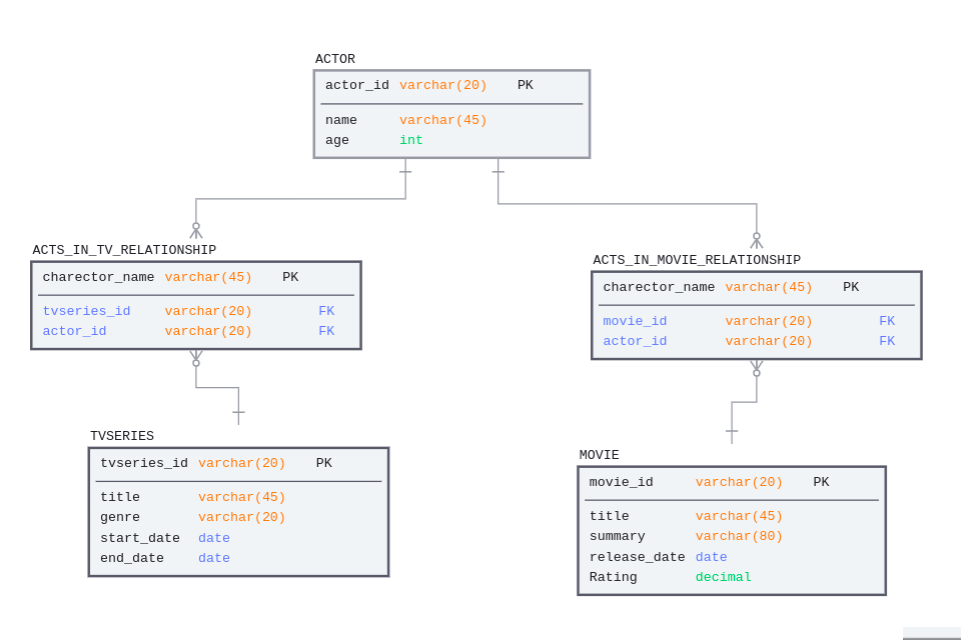 ACTOR
actor_id varchar(20) PK
name varchar(45)
age int
ACTS_IN_TV_RELATIONSHIP
charector_name varchar(45) PK
tvseries_id varchar(20) FK
actor_id varchar(20) FK
ACTS_IN_MOVIE_RELATIONSHIP
charector_name varchar(45) PK
movie_id varchar(20) FK
actor_id varchar(20) FK
TVSERIES
tvseries_id varchar(20) PK
title varchar(45)
genre varchar(20)
start_date date
end_date date
MOVIE
movie_id varchar(20) PK
title varchar(45)
summary varchar(80)
release_date date
Rating decimal